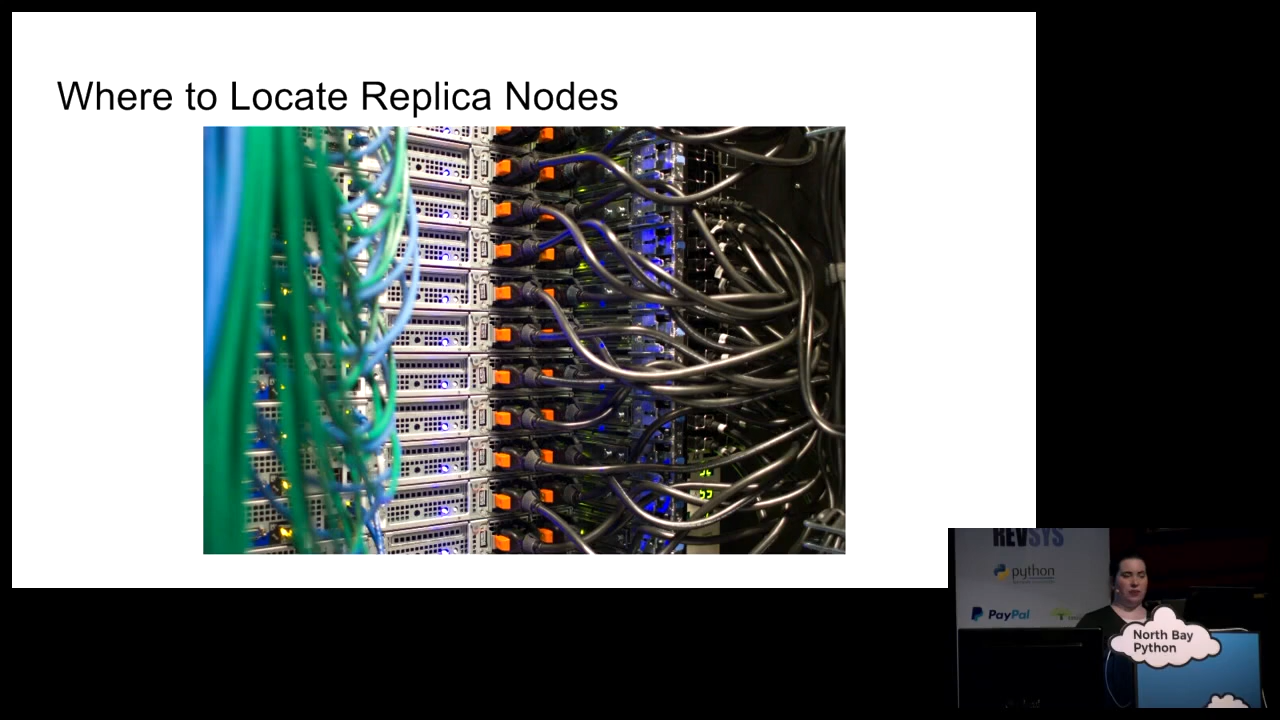 Where to Locate Replica Nodes
REVSYS
python
PayPal
North Bay
Python